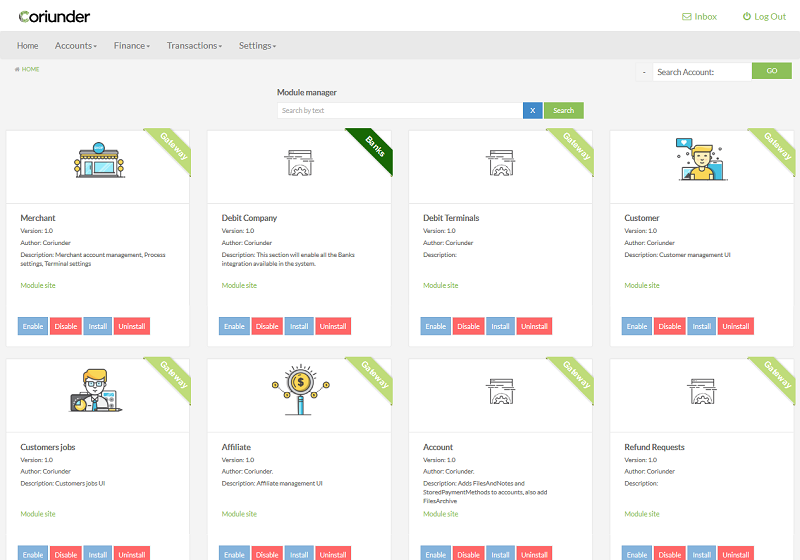 Coriunder
Inbox
Log Out
Home
Accounts
Finance
Transactions
Settings
HOME
- Search Account:
GO
Module manager
Search by text
X
Search
Gateway
Banks
Gateway
Gateway
Merchant
Version: 1.0
Author: Coriunder
Description: Merchant account management, Process
settings, Terminal settings
Module site
Enable Disable Install Uninstall
Debit Company
Version: 1.0
Author: Coriunder
Description: This section will enable all the Banks
integration available in the system.
Module site
Enable Disable Install Uninstall
Debit Terminals
Version: 1.0
Author: Coriunder
Description:
Module site
Enable Disable Install Uninstall
Customer
Version: 1.0
Author: Coriunder
Description: Customer management UI
Module site
Enable Disable Install Uninstall
Gateway
Gateway
Gateway
Gateway
Customers jobs
Version: 1.0
Author: Coriunder
Description: Customers jobs UI
Module site
Enable Disable Install Uninstall
Affiliate
Version: 1.0
Author: Coriunder.
Description: Affiliate management UI
Module site
Enable Disable Install Uninstall
Account
Version: 1.0
Author: Coriunder.
Description: Adds FilesAndNotes and
StoredPaymentMethods to accounts, also add
FilesArchive
Module site
Enable Disable Install Uninstall
Refund Requests
Version: 1.0
Author: Coriunder
Description:
Module site
Enable Disable Install Uninstall